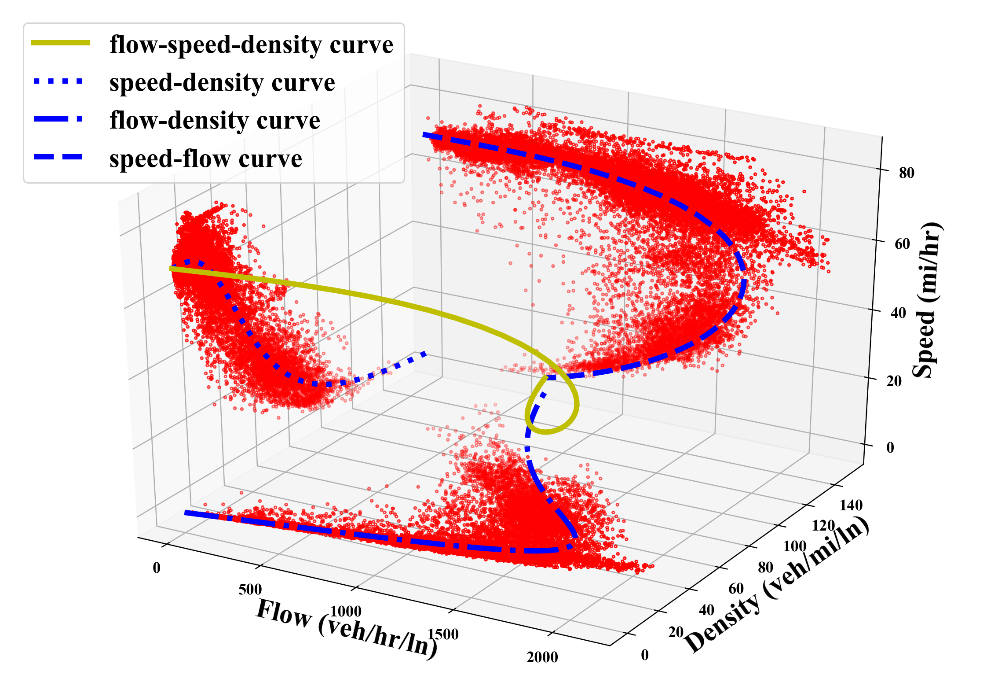 flow-speed-density curve
speed-density curve
flow-density curve
speed-flow curve
80
60
40
20
0
Speed (mi/hr)
140
120
100
80
60
40
20
0
Density (veh/mi/ln)
0
500
1000
1500
2000
Flow (veh/hr/ln)